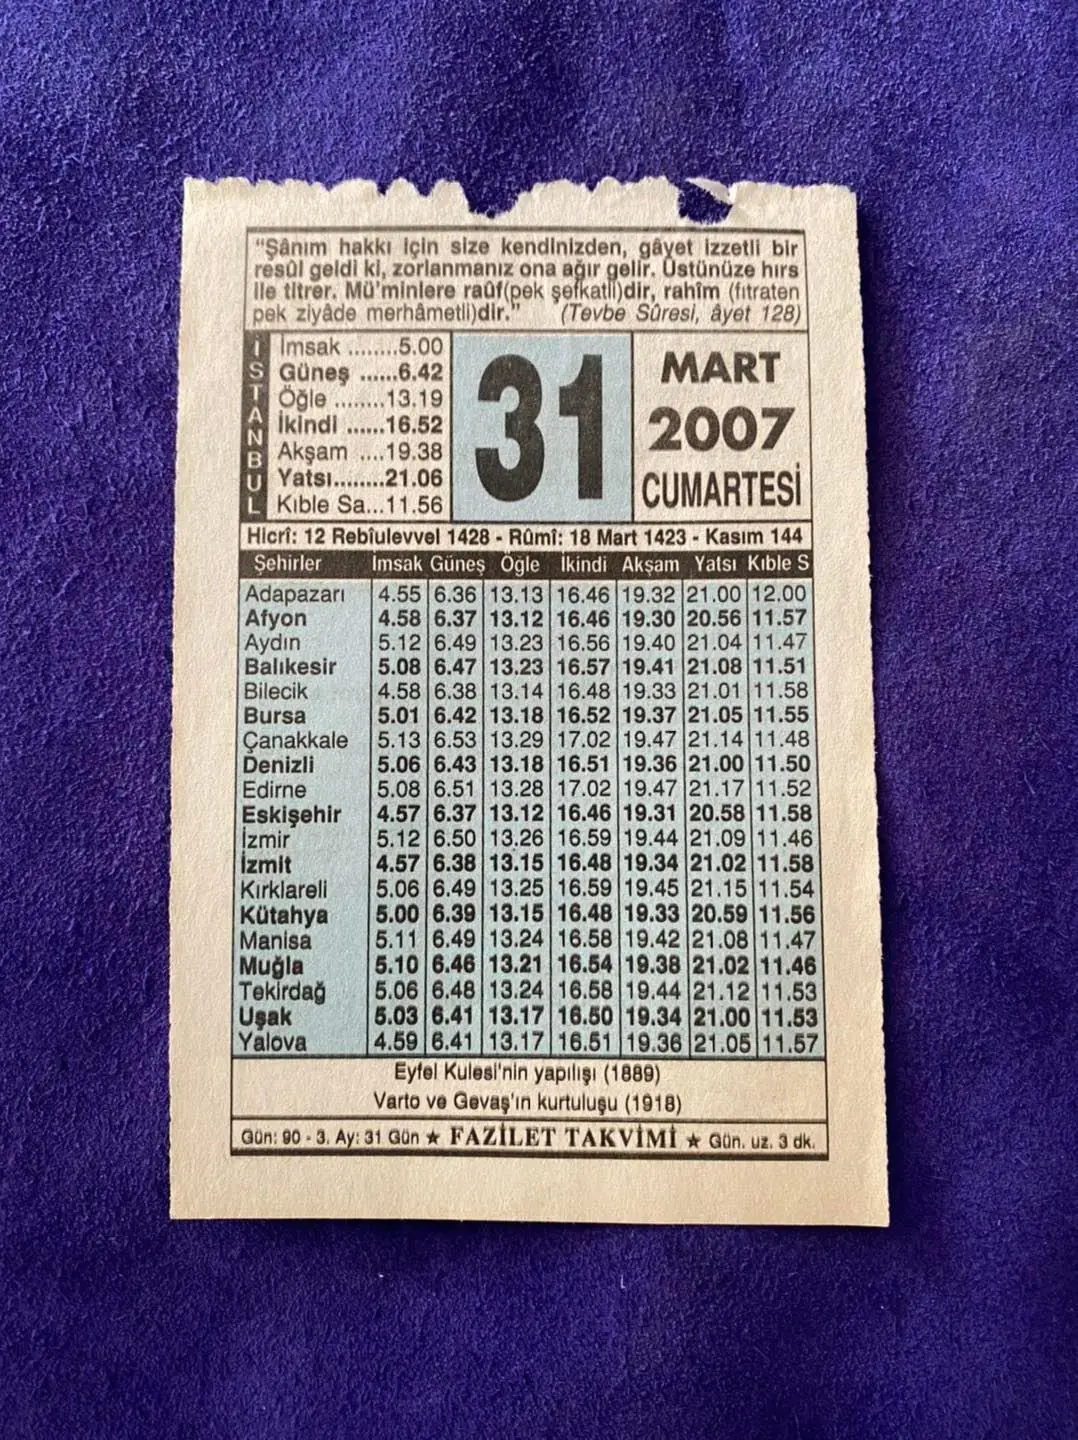 “Şânım hakkı için size kendinizden, gâyet izzetli bir
resûl geldi ki, zorlanmanız ona ağır gelir. Üstünüze hırs
ile titrer. Mü’minlere raûf(pek şefkatli)dir, rahîm (fıtraten
pek ziyâde merhâmetli)dir.” (Tevbe Sûresi, âyet 128)
İSTANBUL
İmsak ........5.00
Güneş ......6.42
Öğle ........13.19
İkindi ......16.52
Akşam ....19.38
Yatsı........21.06
Kıble Sa...11.56
31
MART
2007
CUMARTESİ
Hicrî: 12 Rebîulevvel 1428 - Rûmî: 18 Mart 1423 - Kasım 144
Şehirler İmsak Güneş Öğle İkindi Akşam Yatsı Kıble S
Adapazarı 4.55 6.36 13.13 16.46 19.32 21.00 12.00
Afyon 4.58 6.37 13.12 16.46 19.30 20.56 11.57
Aydın 5.12 6.49 13.23 16.56 19.40 21.04 11.47
Balıkesir 5.08 6.47 13.23 16.57 19.41 21.08 11.51
Bilecik 4.58 6.38 13.14 16.48 19.33 21.01 11.58
Bursa 5.01 6.42 13.18 16.52 19.37 21.05 11.55
Çanakkale 5.13 6.53 13.29 17.02 19.47 21.14 11.48
Denizli 5.06 6.43 13.18 16.51 19.36 21.00 11.50
Edirne 5.08 6.51 13.28 17.02 19.47 21.17 11.52
Eskişehir 4.57 6.37 13.12 16.46 19.31 20.58 11.58
İzmir 5.12 6.50 13.26 16.59 19.44 21.09 11.46
İzmit 4.57 6.38 13.15 16.48 19.34 21.02 11.58
Kırklareli 5.06 6.49 13.25 16.59 19.45 21.15 11.54
Kütahya 5.00 6.39 13.15 16.48 19.33 20.59 11.56
Manisa 5.11 6.49 13.24 16.58 19.42 21.08 11.47
Muğla 5.10 6.46 13.21 16.54 19.38 21.02 11.46
Tekirdağ 5.06 6.48 13.24 16.58 19.44 21.12 11.53
Uşak 5.03 6.41 13.17 16.50 19.34 21.00 11.53
Yalova 4.59 6.41 13.17 16.51 19.36 21.05 11.57
Eyfel Kulesi'nin yapılışı (1889)
Varto ve Gevaş'ın kurtuluşu (1918)
Gün: 90 - 3. Ay: 31 Gün ★ FAZİLET TAKVİMİ ★ Gün. uz. 3 dk.